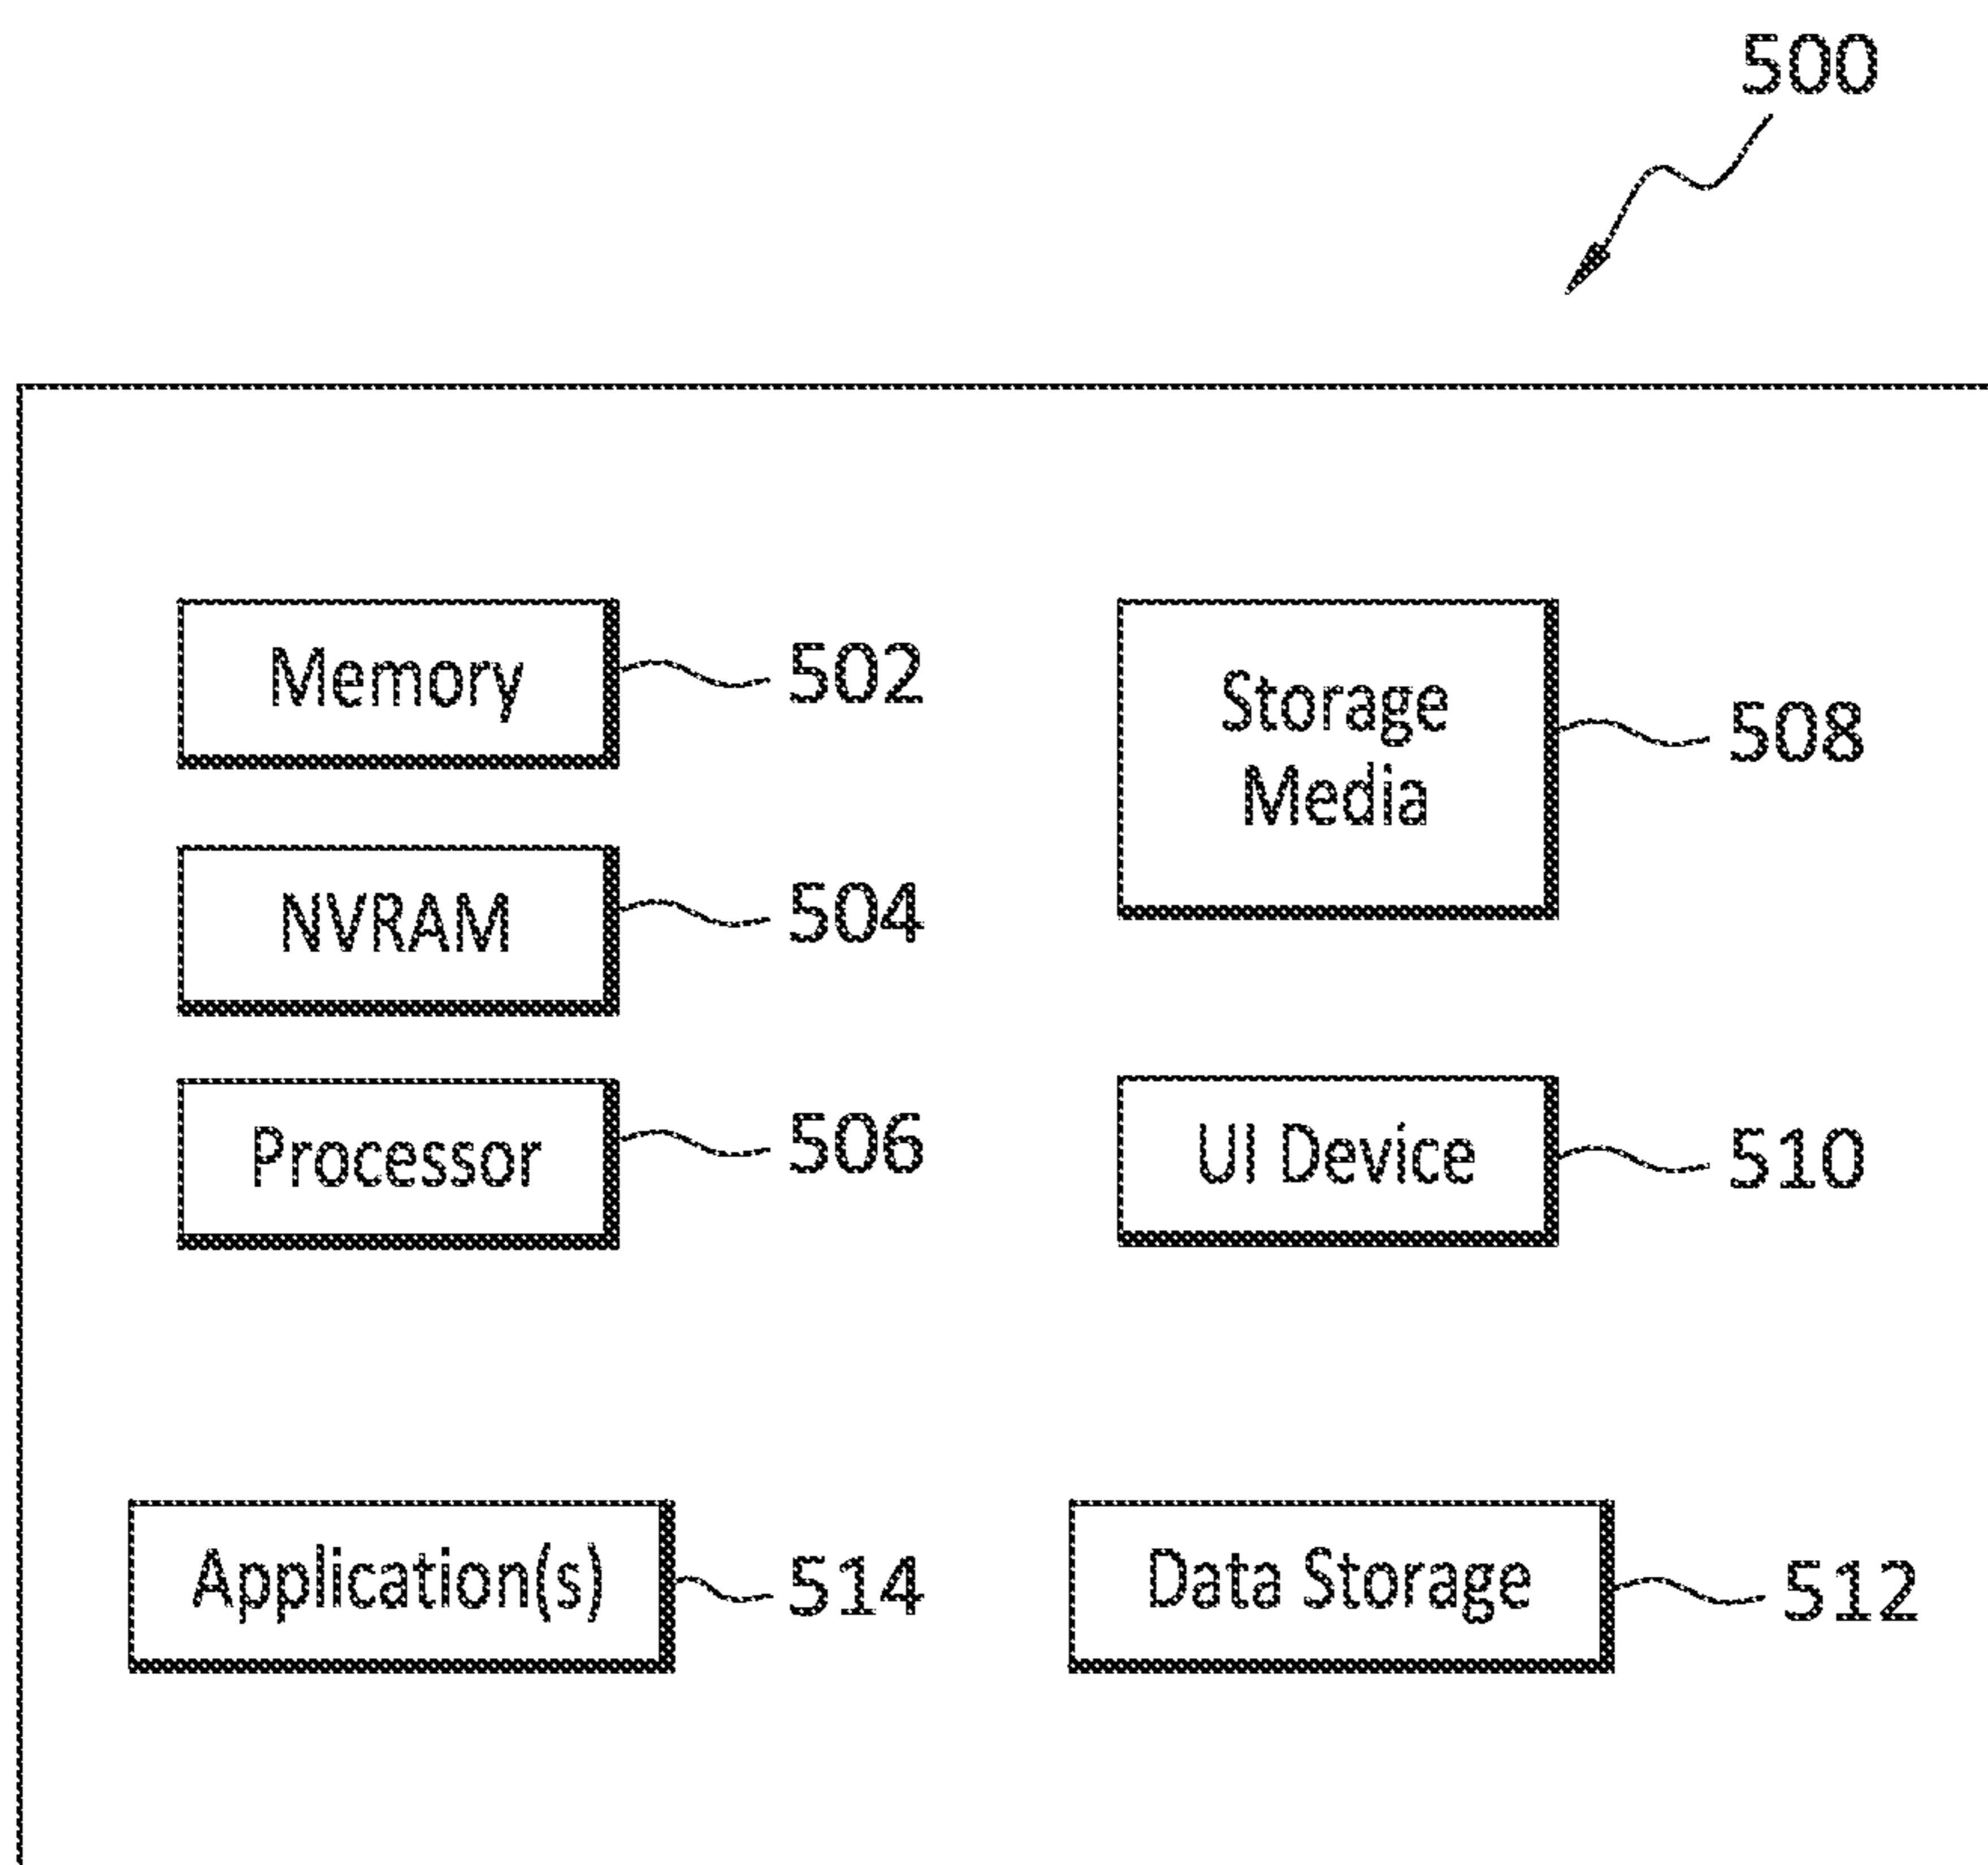 500
Memory
502
Storage
Media
508
NVRAM
504
Processor
506
UI Device
510
Application(s)
514
Data Storage
512